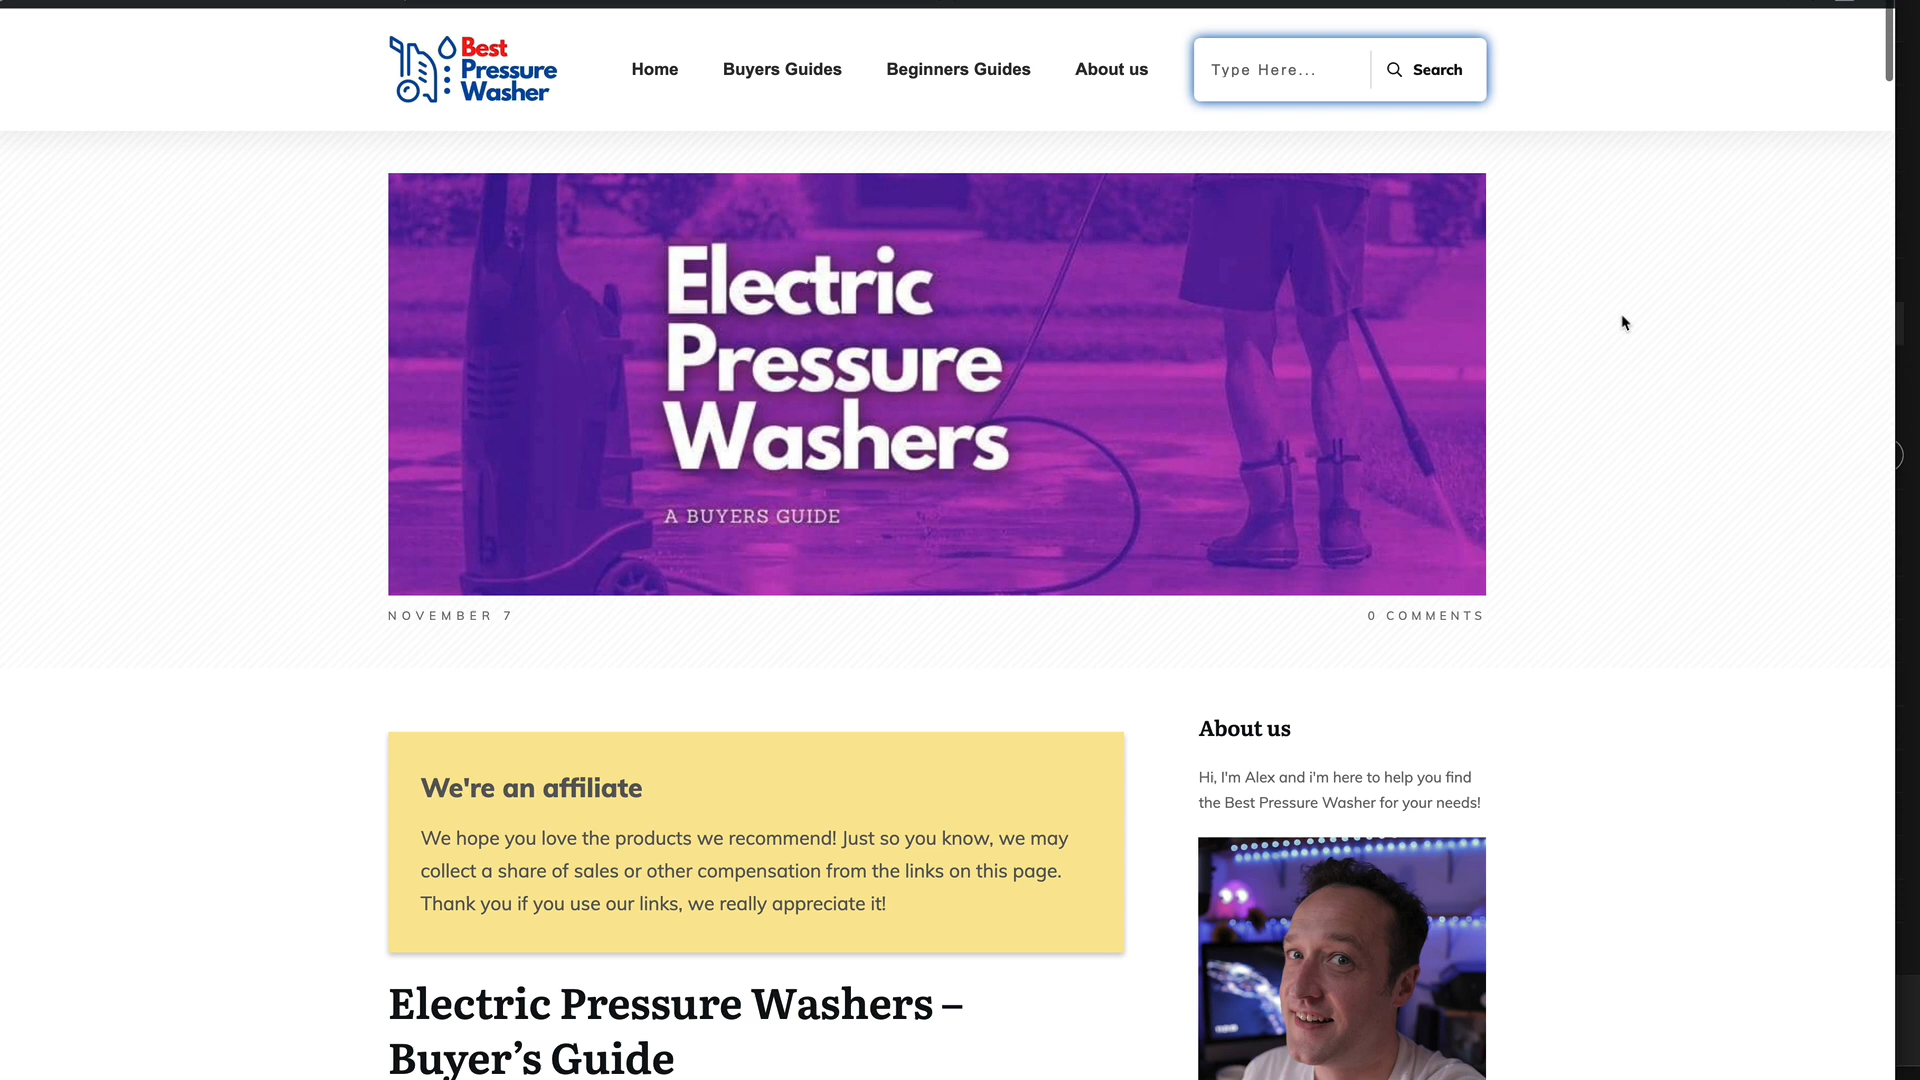 Best
Pressure
Washer
Home
Buyers Guides
Beginners Guides
About us
Type Here...
Search
Electric
Pressure
Washers
A BUYERS GUIDE
NOVEMBER 7
0 COMMENTS
We're an affiliate
We hope you love the products we recommend! Just so you know, we may
collect a share of sales or other compensation from the links on this page.
Thank you if you use our links, we really appreciate it!
Electric Pressure Washers –
Buyer’s Guide
About us
Hi, I'm Alex and i'm here to help you find
the Best Pressure Washer for your needs!